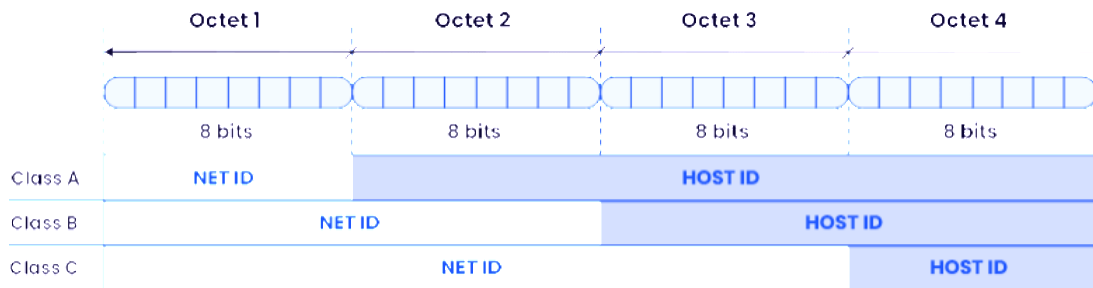 Octet 1 Octet 2 Octet 3 Octet 4
8 bits 8 bits 8 bits 8 bits
Class A NET ID HOST ID
Class B NET ID HOST ID
Class C NET ID HOST ID